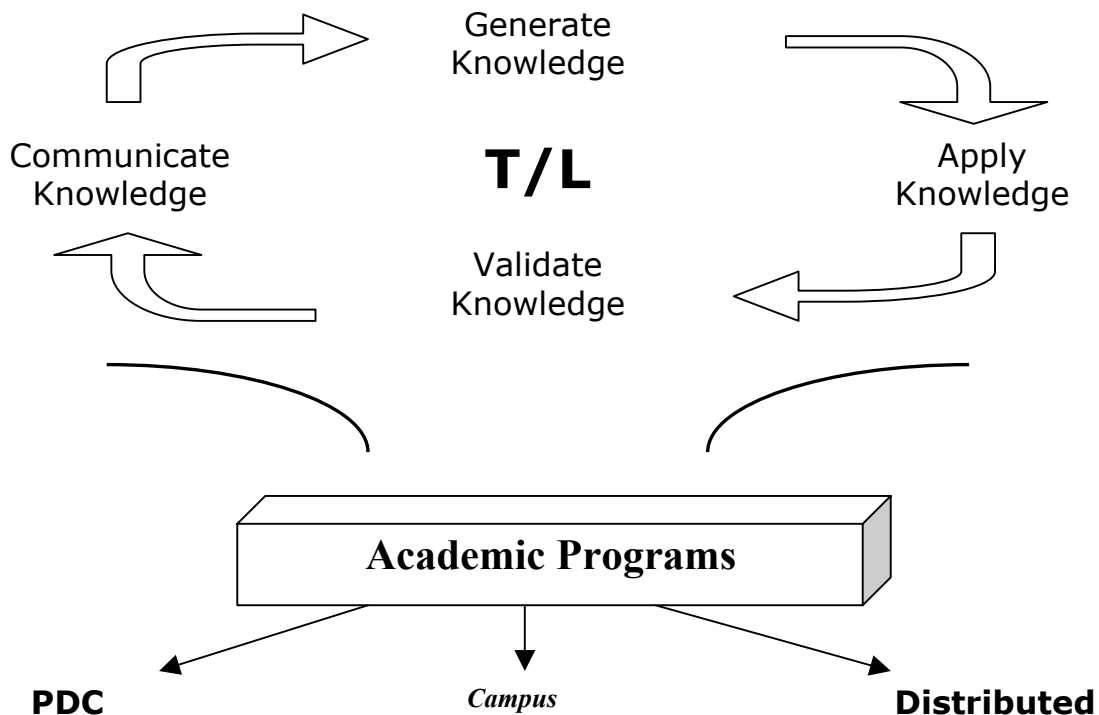 Generate
Knowledge
Communicate
Knowledge
T/L
Apply
Knowledge
Validate
Knowledge
Academic Programs
PDC
Campus
Distributed